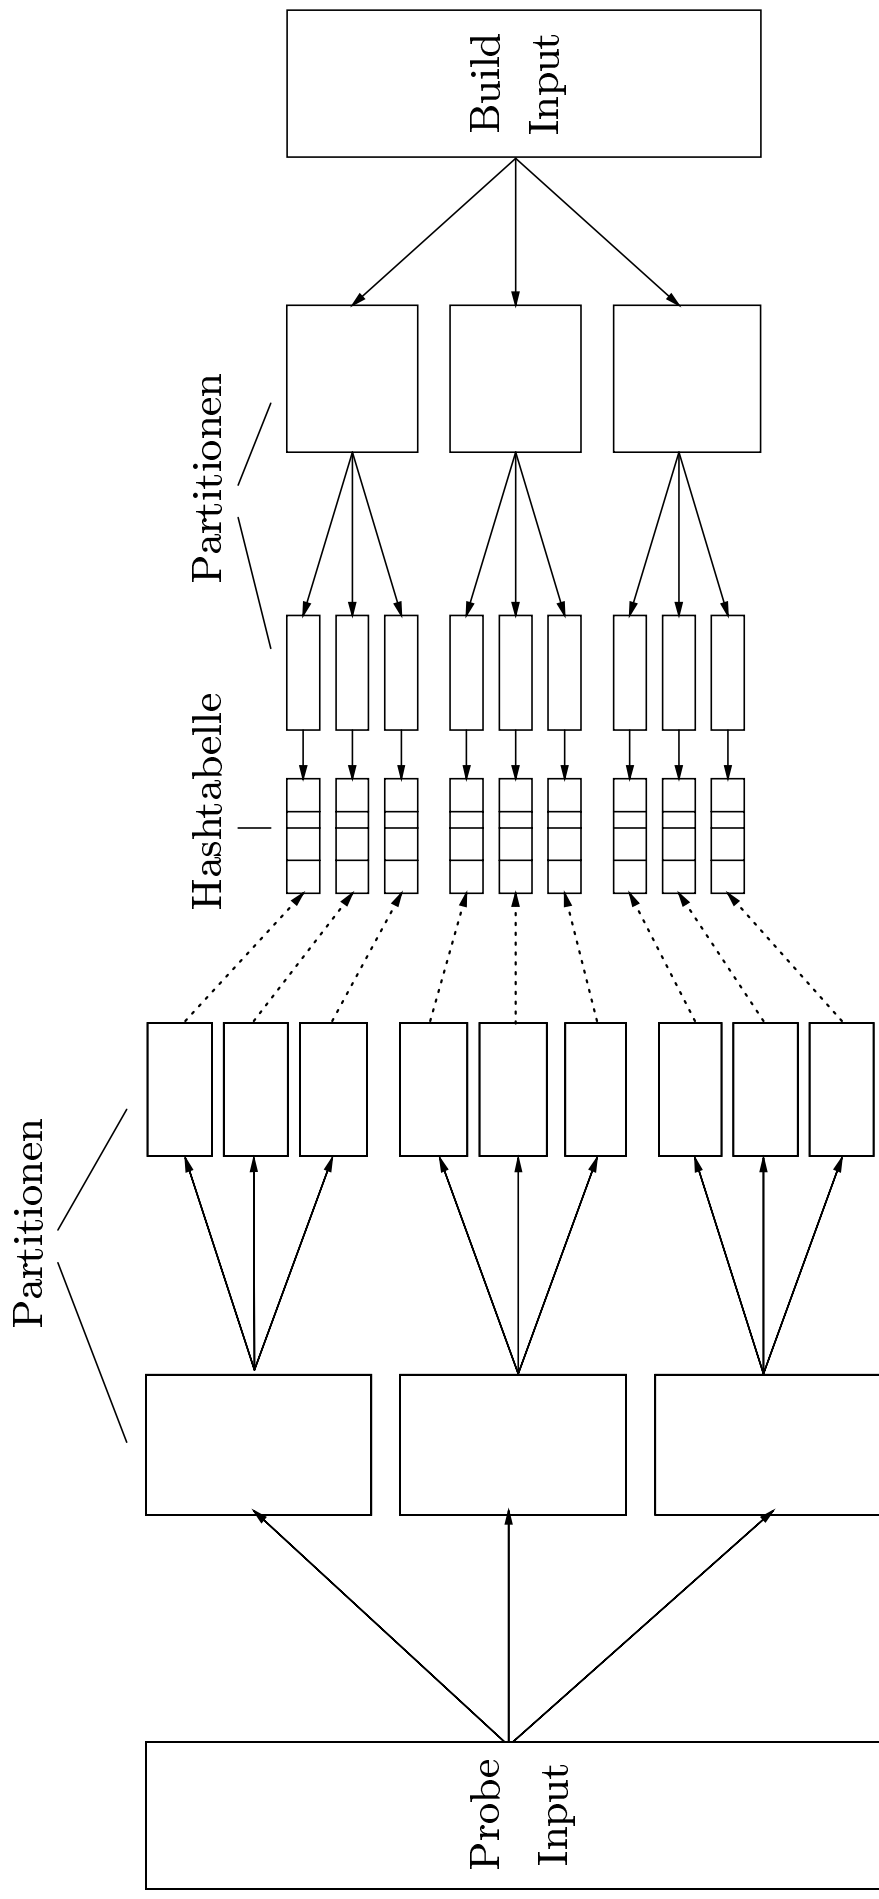 Partitionen
Hashtabelle
Partitionen
Probe
Input
Build
Input